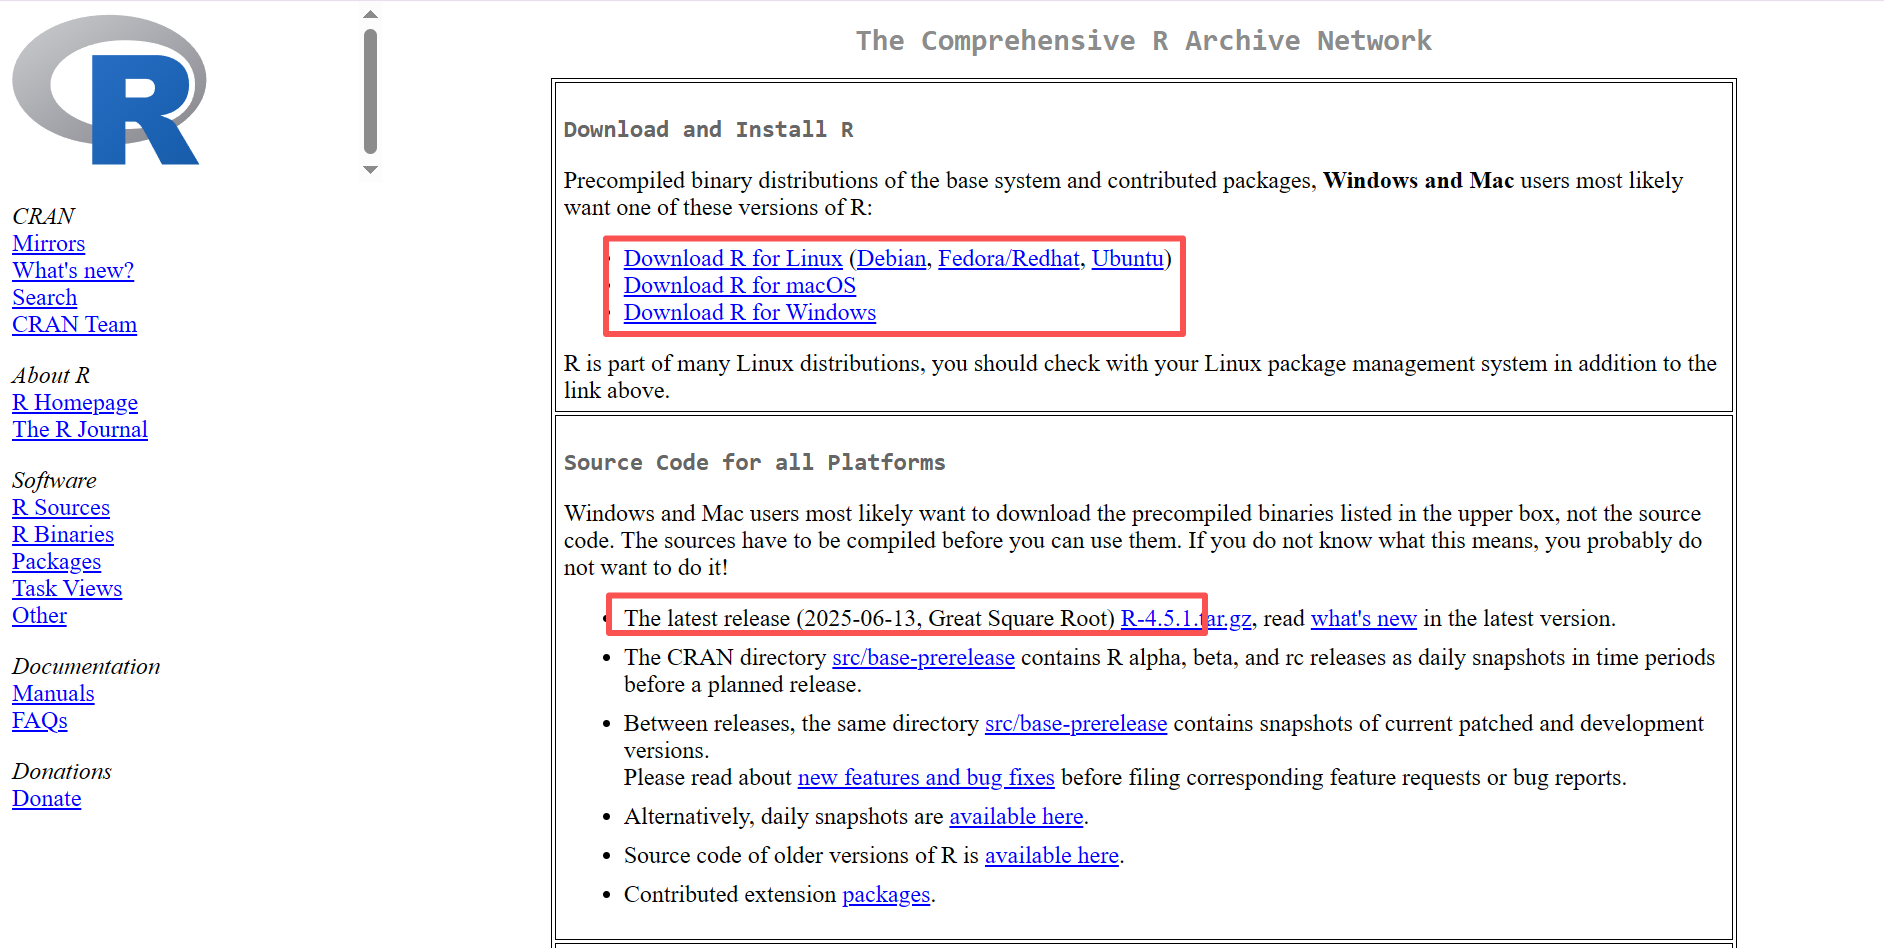 R
CRAN
Mirrors
What's new?
Search
CRAN Team
About R
R Homepage
The R Journal
Software
R Sources
R Binaries
Packages
Task Views
Other
Documentation
Manuals
FAQs
Donations
Donate
The Comprehensive R Archive Network
Download and Install R
Precompiled binary distributions of the base system and contributed packages, Windows and Mac users most likely
want one of these versions of R:
• Download R for Linux (Debian, Fedora/Redhat, Ubuntu)
• Download R for macOS
• Download R for Windows
R is part of many Linux distributions, you should check with your Linux package management system in addition to the
link above.
Source Code for all Platforms
Windows and Mac users most likely want to download the precompiled binaries listed in the upper box, not the source
code. The sources have to be compiled before you can use them. If you do not know what this means, you probably do
not want to do it!
• The latest release (2025-06-13, Great Square Root) R-4.5.1.tar.gz, read what's new in the latest version.
• The CRAN directory src/base-prerelease contains R alpha, beta, and rc releases as daily snapshots in time periods
before a planned release.
• Between releases, the same directory src/base-prerelease contains snapshots of current patched and development
versions.
Please read about new features and bug fixes before filing corresponding feature requests or bug reports.
• Alternatively, daily snapshots are available here.
• Source code of older versions of R is available here.
• Contributed extension packages.